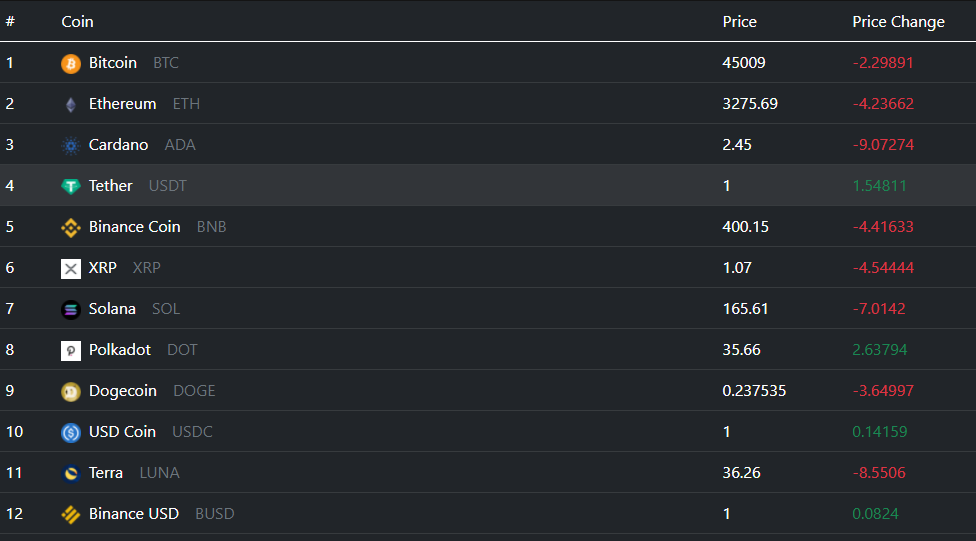 # Coin Price Price Change
1 Bitcoin BTC 45009 -2.29891
2 Ethereum ETH 3275.69 -4.23662
3 Cardano ADA 2.45 -9.07274
4 Tether USDT 1 1.54811
5 Binance Coin BNB 400.15 -4.41633
6 XRP XRP 1.07 -4.54444
7 Solana SOL 165.61 -7.0142
8 Polkadot DOT 35.66 2.63794
9 Dogecoin DOGE 0.237535 -3.64997
10 USD Coin USDC 1 0.14159
11 Terra LUNA 36.26 -8.5506
12 Binance USD BUSD 1 0.0824